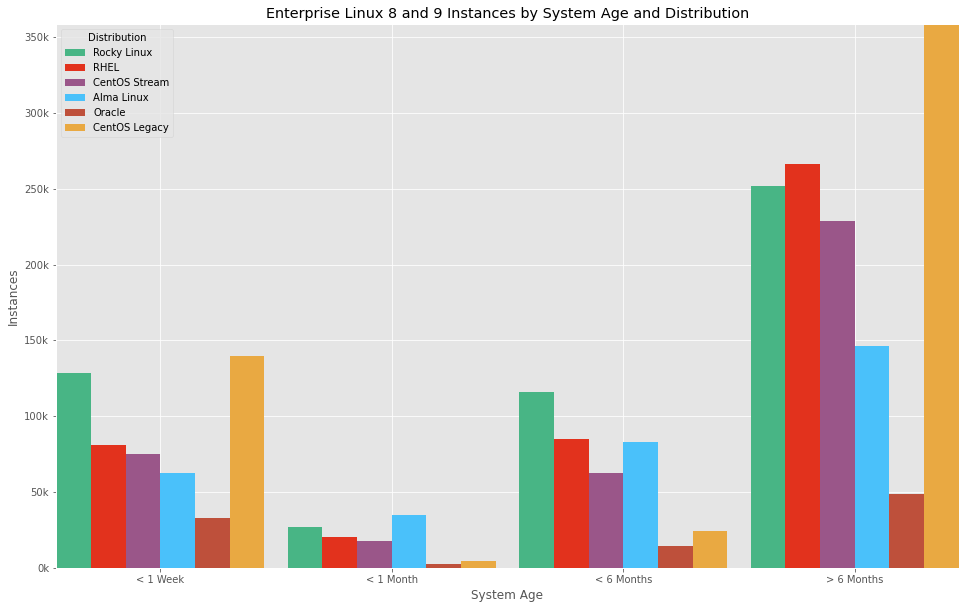 Enterprise Linux 8 and 9 Instances by System Age and Distribution
Distribution
Rocky Linux
RHEL
CentOS Stream
Alma Linux
Oracle
CentOS Legacy
350k
300k
250k
200k
150k
100k
50k
0k
Instances
< 1 Week
< 1 Month
< 6 Months
> 6 Months
System Age